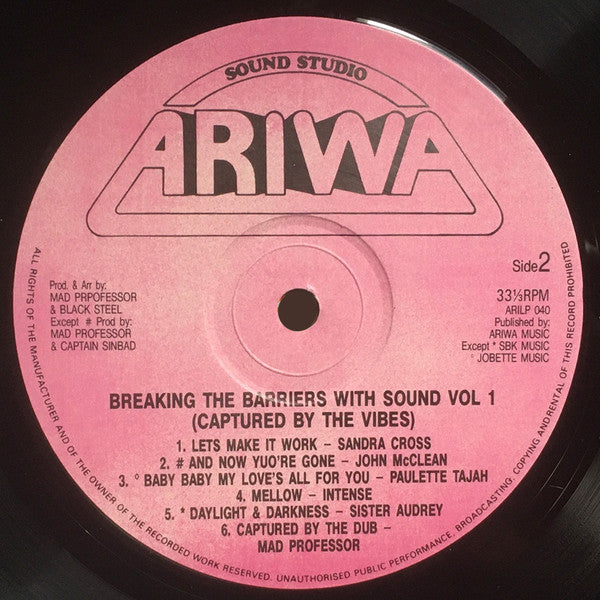 SOUND STUDIO
ARIWA
Side2
Prod. & Arr by:
MAD PRPOFESSOR
& BLACK STEEL
Except # Prod by:
MAD PROFESSOR
& CAPTAIN SINBAD
33⅓RPM
ARILP 040
Published by:
ARIWA MUSIC
Except * SBK MUSIC
° JOBETTE MUSIC
BREAKING THE BARRIERS WITH SOUND VOL 1
(CAPTURED BY THE VIBES)
1. LETS MAKE IT WORK – SANDRA CROSS
2. # AND NOW YUO'RE GONE – JOHN McCLEAN
3. ° BABY BABY MY LOVE'S ALL FOR YOU – PAULETTE TAJAH
4. MELLOW – INTENSE
5. * DAYLIGHT & DARKNESS – SISTER AUDREY
6. CAPTURED BY THE DUB –
MAD PROFESSOR
ALL RIGHTS OF THE MANUFACTURER AND OF THE OWNER OF THE RECORDED WORK RESERVED. UNAUTHORISED PUBLIC PERFORMANCE, BROADCASTING, COPYING AND RENTAL OF THIS RECORD PROHIBITED